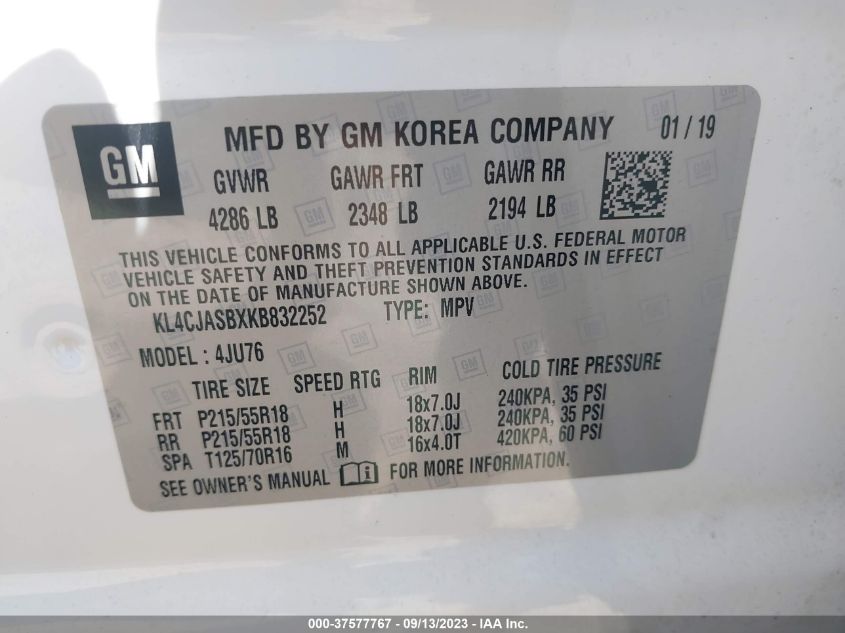 GM
MFD BY GM KOREA COMPANY 01 / 19
GVWR GAWR FRT GAWR RR
4286 LB 2348 LB 2194 LB
THIS VEHICLE CONFORMS TO ALL APPLICABLE U.S. FEDERAL MOTOR
VEHICLE SAFETY AND THEFT PREVENTION STANDARDS IN EFFECT
ON THE DATE OF MANUFACTURE SHOWN ABOVE.
KL4CJASBXKB832252 TYPE: MPV
MODEL : 4JU76
TIRE SIZE SPEED RTG RIM COLD TIRE PRESSURE
FRT P215/55R18 H 18x7.0J 240KPA, 35 PSI
RR P215/55R18 H 18x7.0J 240KPA, 35 PSI
SPA T125/70R16 M 16x4.0T 420KPA, 60 PSI
SEE OWNER'S MANUAL FOR MORE INFORMATION.
000-37577767 - 09/13/2023 - IAA Inc.